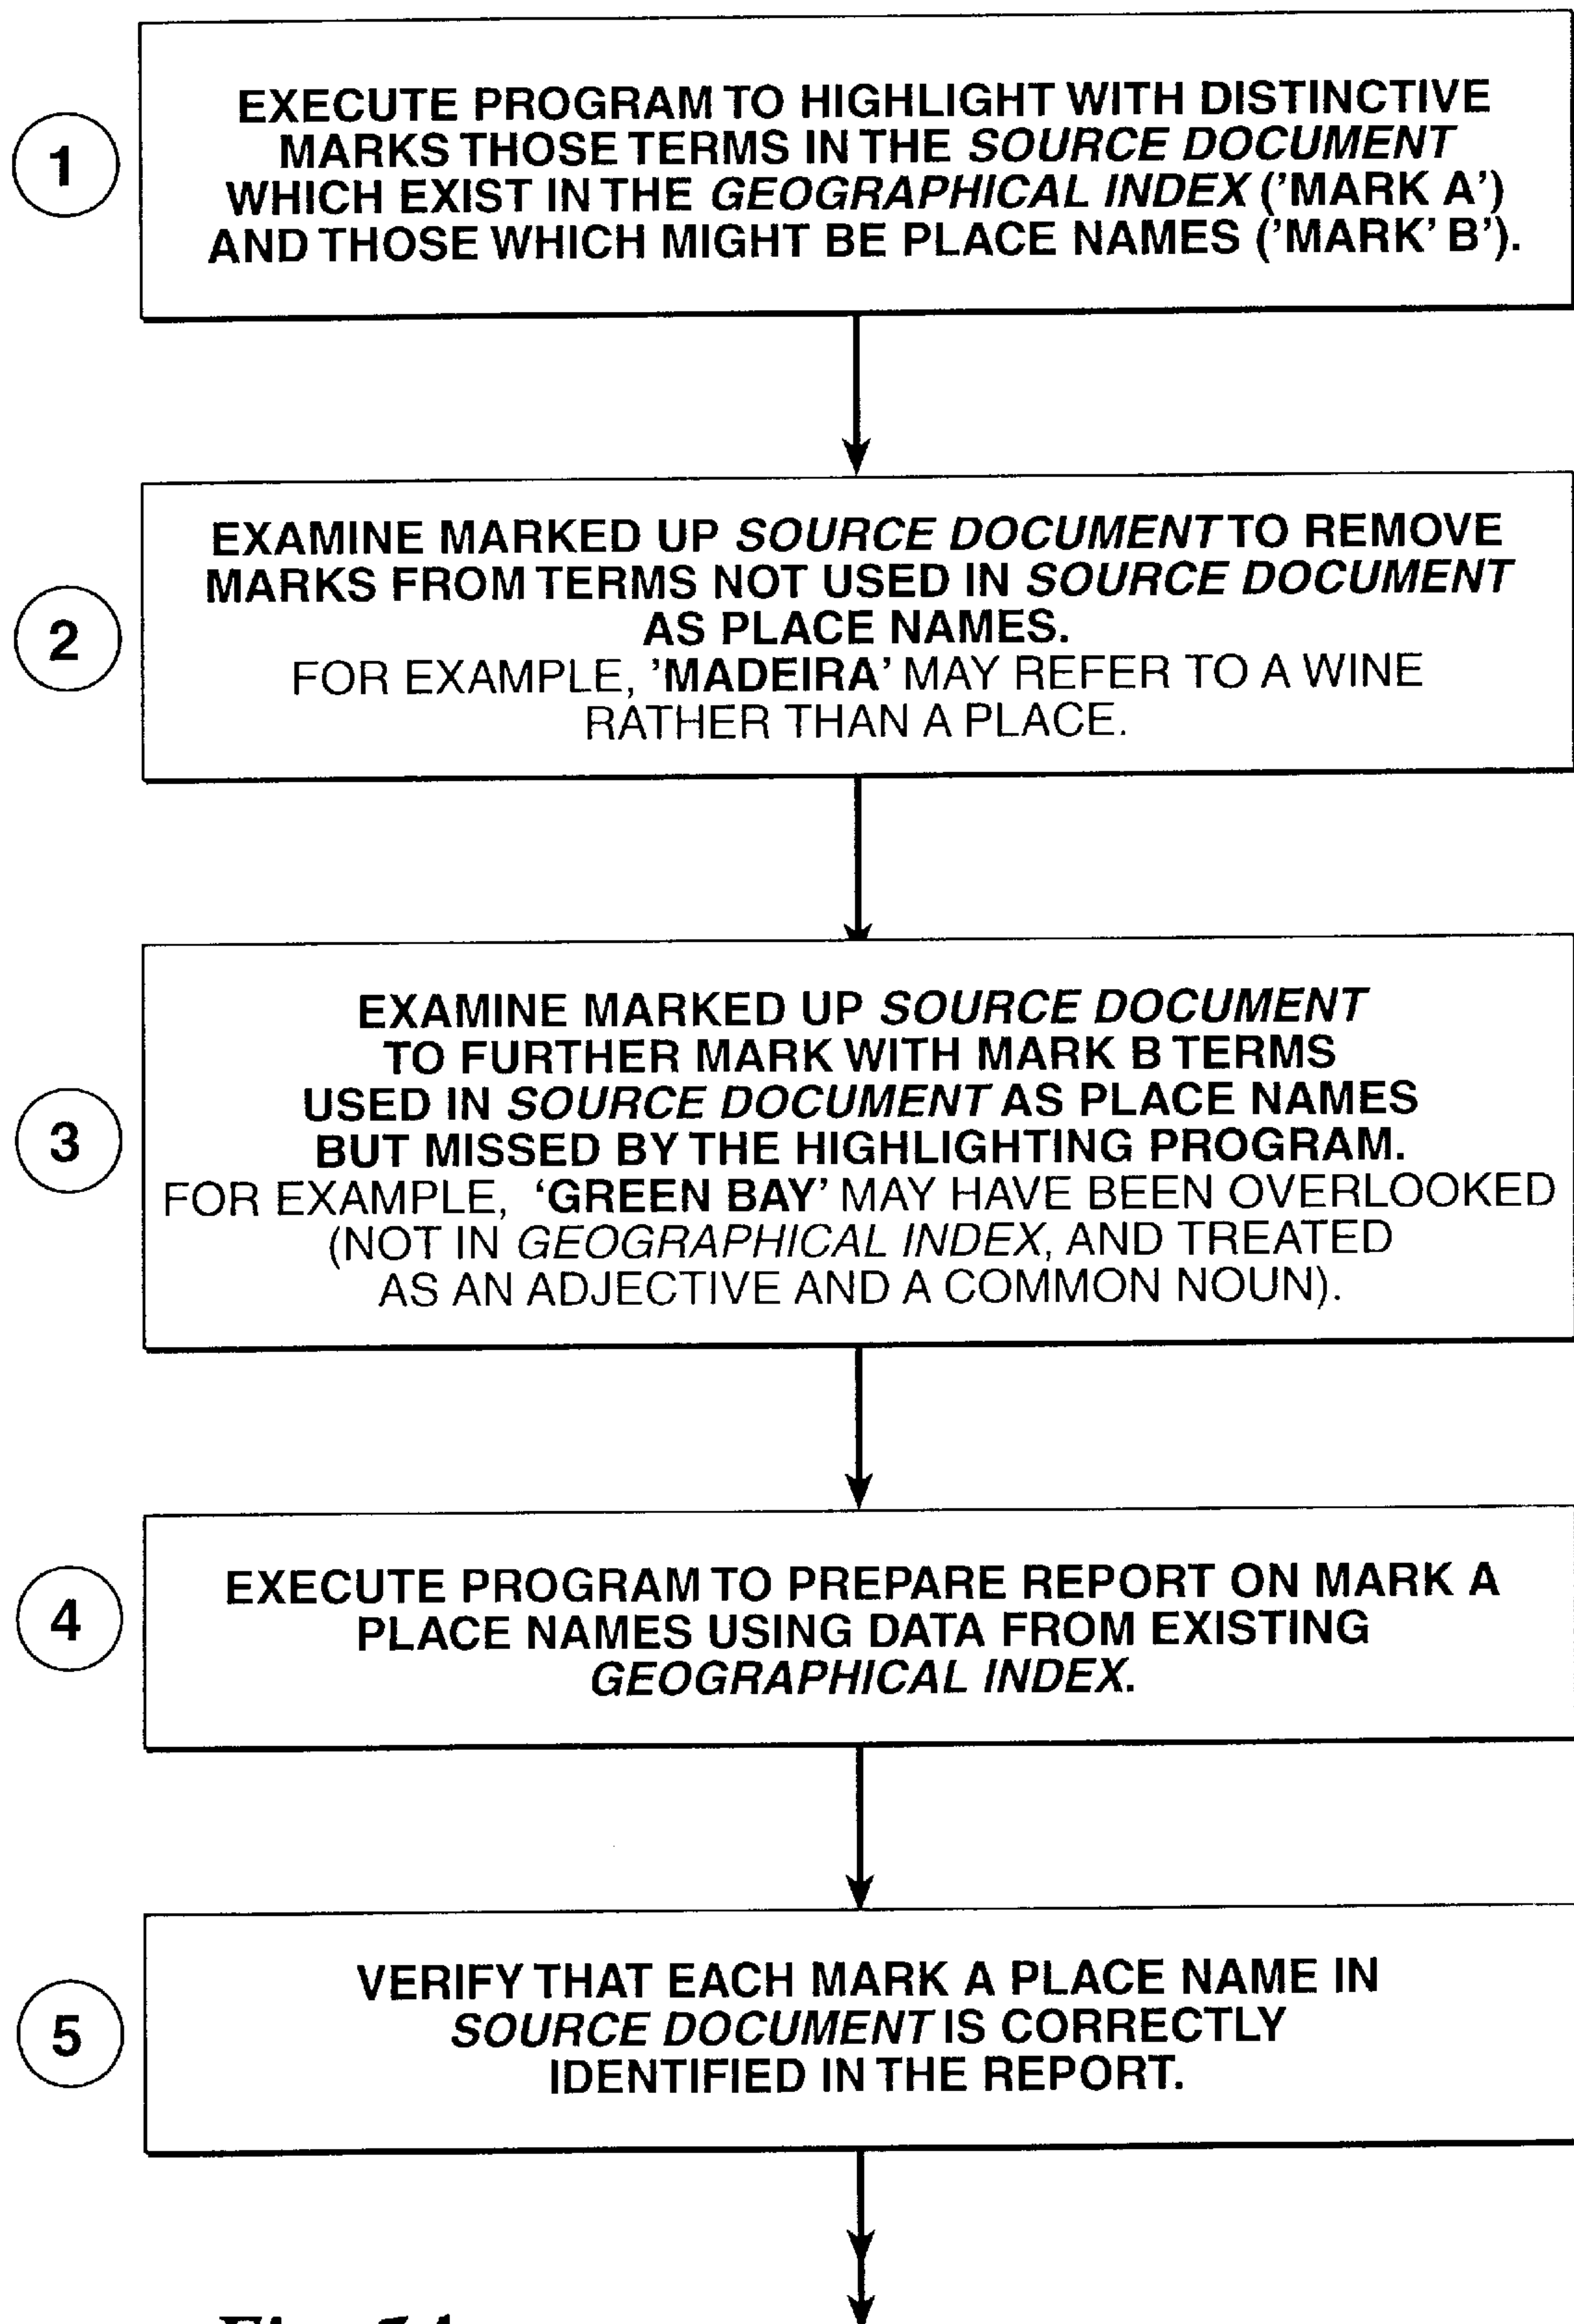 1
EXECUTE PROGRAM TO HIGHLIGHT WITH DISTINCTIVE
MARKS THOSE TERMS IN THE SOURCE DOCUMENT
WHICH EXIST IN THE GEOGRAPHICAL INDEX ('MARK A')
AND THOSE WHICH MIGHT BE PLACE NAMES ('MARK' B').
2
EXAMINE MARKED UP SOURCE DOCUMENT TO REMOVE
MARKS FROM TERMS NOT USED IN SOURCE DOCUMENT
AS PLACE NAMES.
FOR EXAMPLE, 'MADEIRA' MAY REFER TO A WINE
RATHER THAN A PLACE.
3
EXAMINE MARKED UP SOURCE DOCUMENT
TO FURTHER MARK WITH MARK B TERMS
USED IN SOURCE DOCUMENT AS PLACE NAMES
BUT MISSED BY THE HIGHLIGHTING PROGRAM.
FOR EXAMPLE, 'GREEN BAY' MAY HAVE BEEN OVERLOOKED
(NOT IN GEOGRAPHICAL INDEX, AND TREATED
AS AN ADJECTIVE AND A COMMON NOUN).
4
EXECUTE PROGRAM TO PREPARE REPORT ON MARK A
PLACE NAMES USING DATA FROM EXISTING
GEOGRAPHICAL INDEX.
5
VERIFY THAT EACH MARK A PLACE NAME IN
SOURCE DOCUMENT IS CORRECTLY
IDENTIFIED IN THE REPORT.